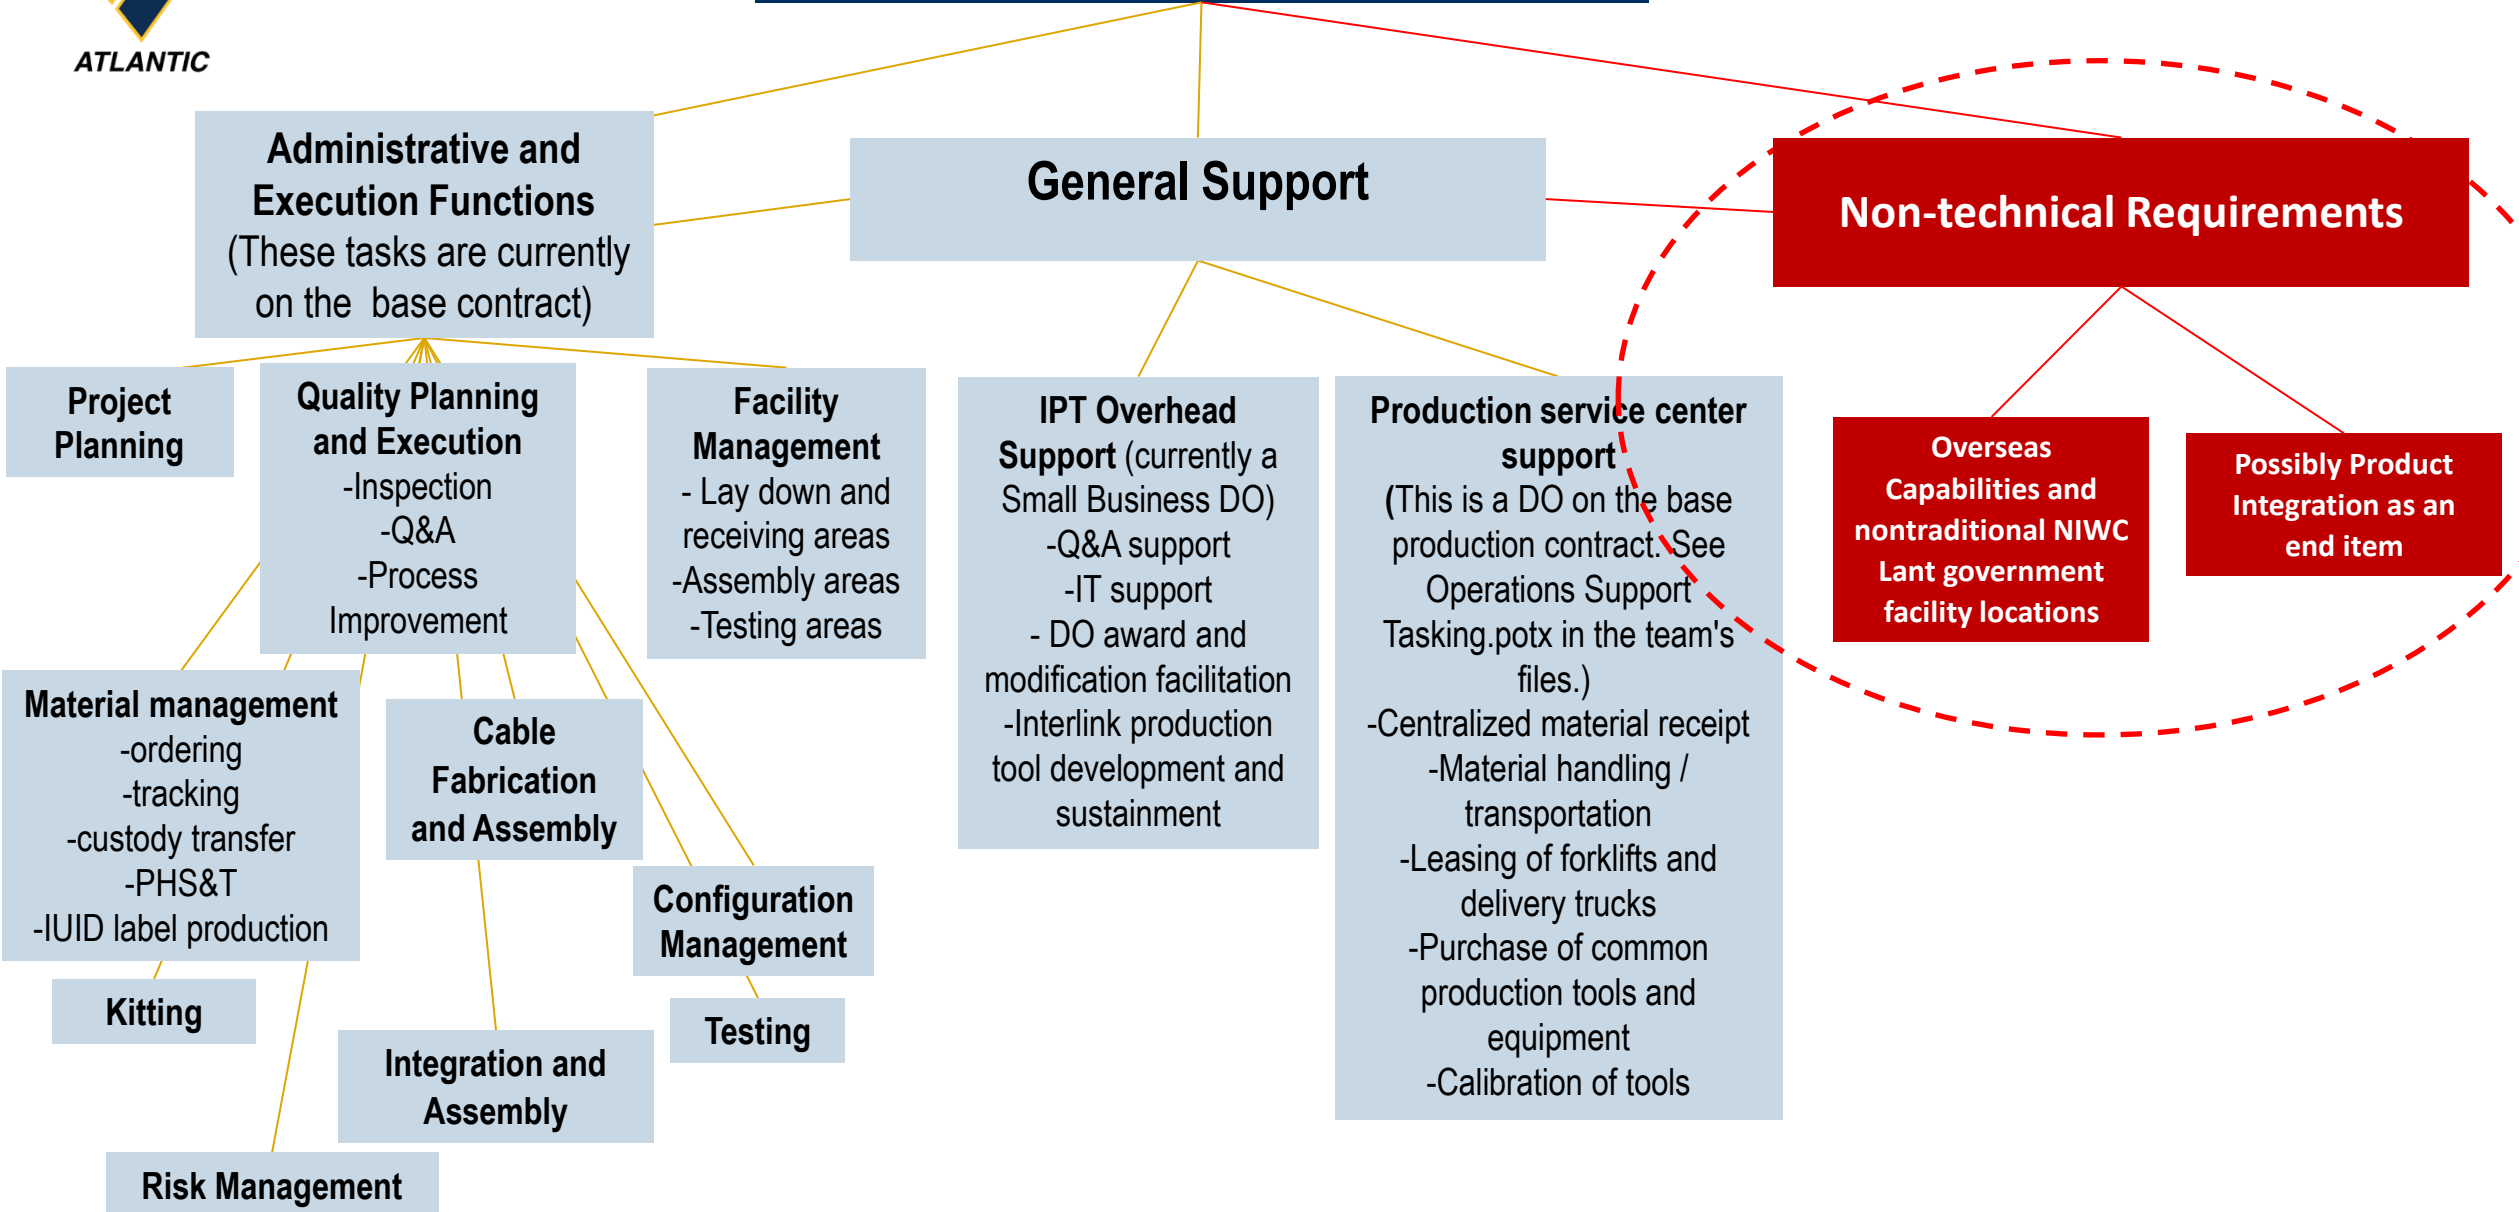 ATLANTIC
Administrative and
Execution Functions
(These tasks are currently
on the  base contract)
General Support
Non-technical Requirements
Project
Planning
Quality Planning
and Execution
-Inspection
-Q&A
-Process
Improvement
Facility
Management
- Lay down and
receiving areas
-Assembly areas
-Testing areas
IPT Overhead
Support (currently a
Small Business DO)
-Q&A support
-IT support
- DO award and
modification facilitation
-Interlink production
tool development and
sustainment
Production service center
support
(This is a DO on the base
production contract. See
Operations Support
Tasking.potx in the team's
files.)
-Centralized material receipt
-Material handling /
transportation
-Leasing of forklifts and
delivery trucks
-Purchase of common
production tools and
equipment
-Calibration of tools
Overseas
Capabilities and
nontraditional NIWC
Lant government
facility locations
Possibly Product
Integration as an
end item
Material management
-ordering
-tracking
-custody transfer
-PHS&T
-IUID label production
Cable
Fabrication
and Assembly
Configuration
Management
Kitting
Testing
Integration and
Assembly
Risk Management